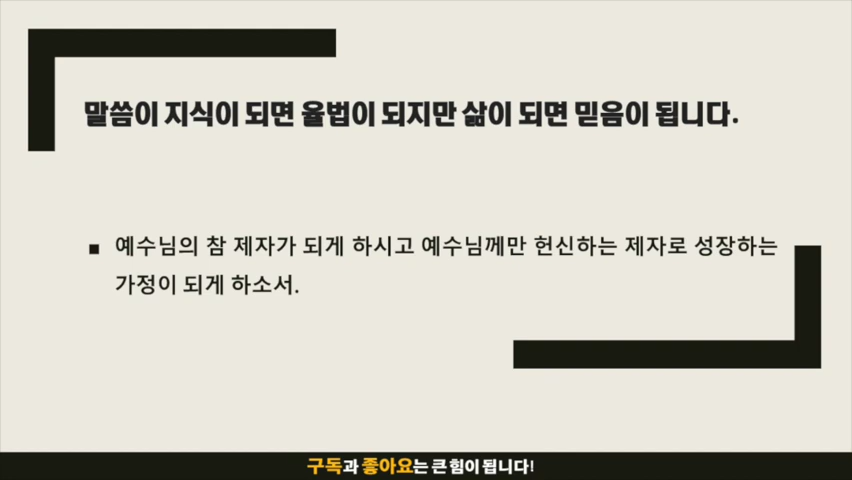 말씀이 지식이 되면 율법이 되지만 삶이 되면 믿음이 됩니다.
■ 예수님의 참 제자가 되게 하시고 예수님께만 헌신하는 제자로 성장하는
가정이 되게 하소서.
구독과 좋아요는 큰 힘이 됩니다!